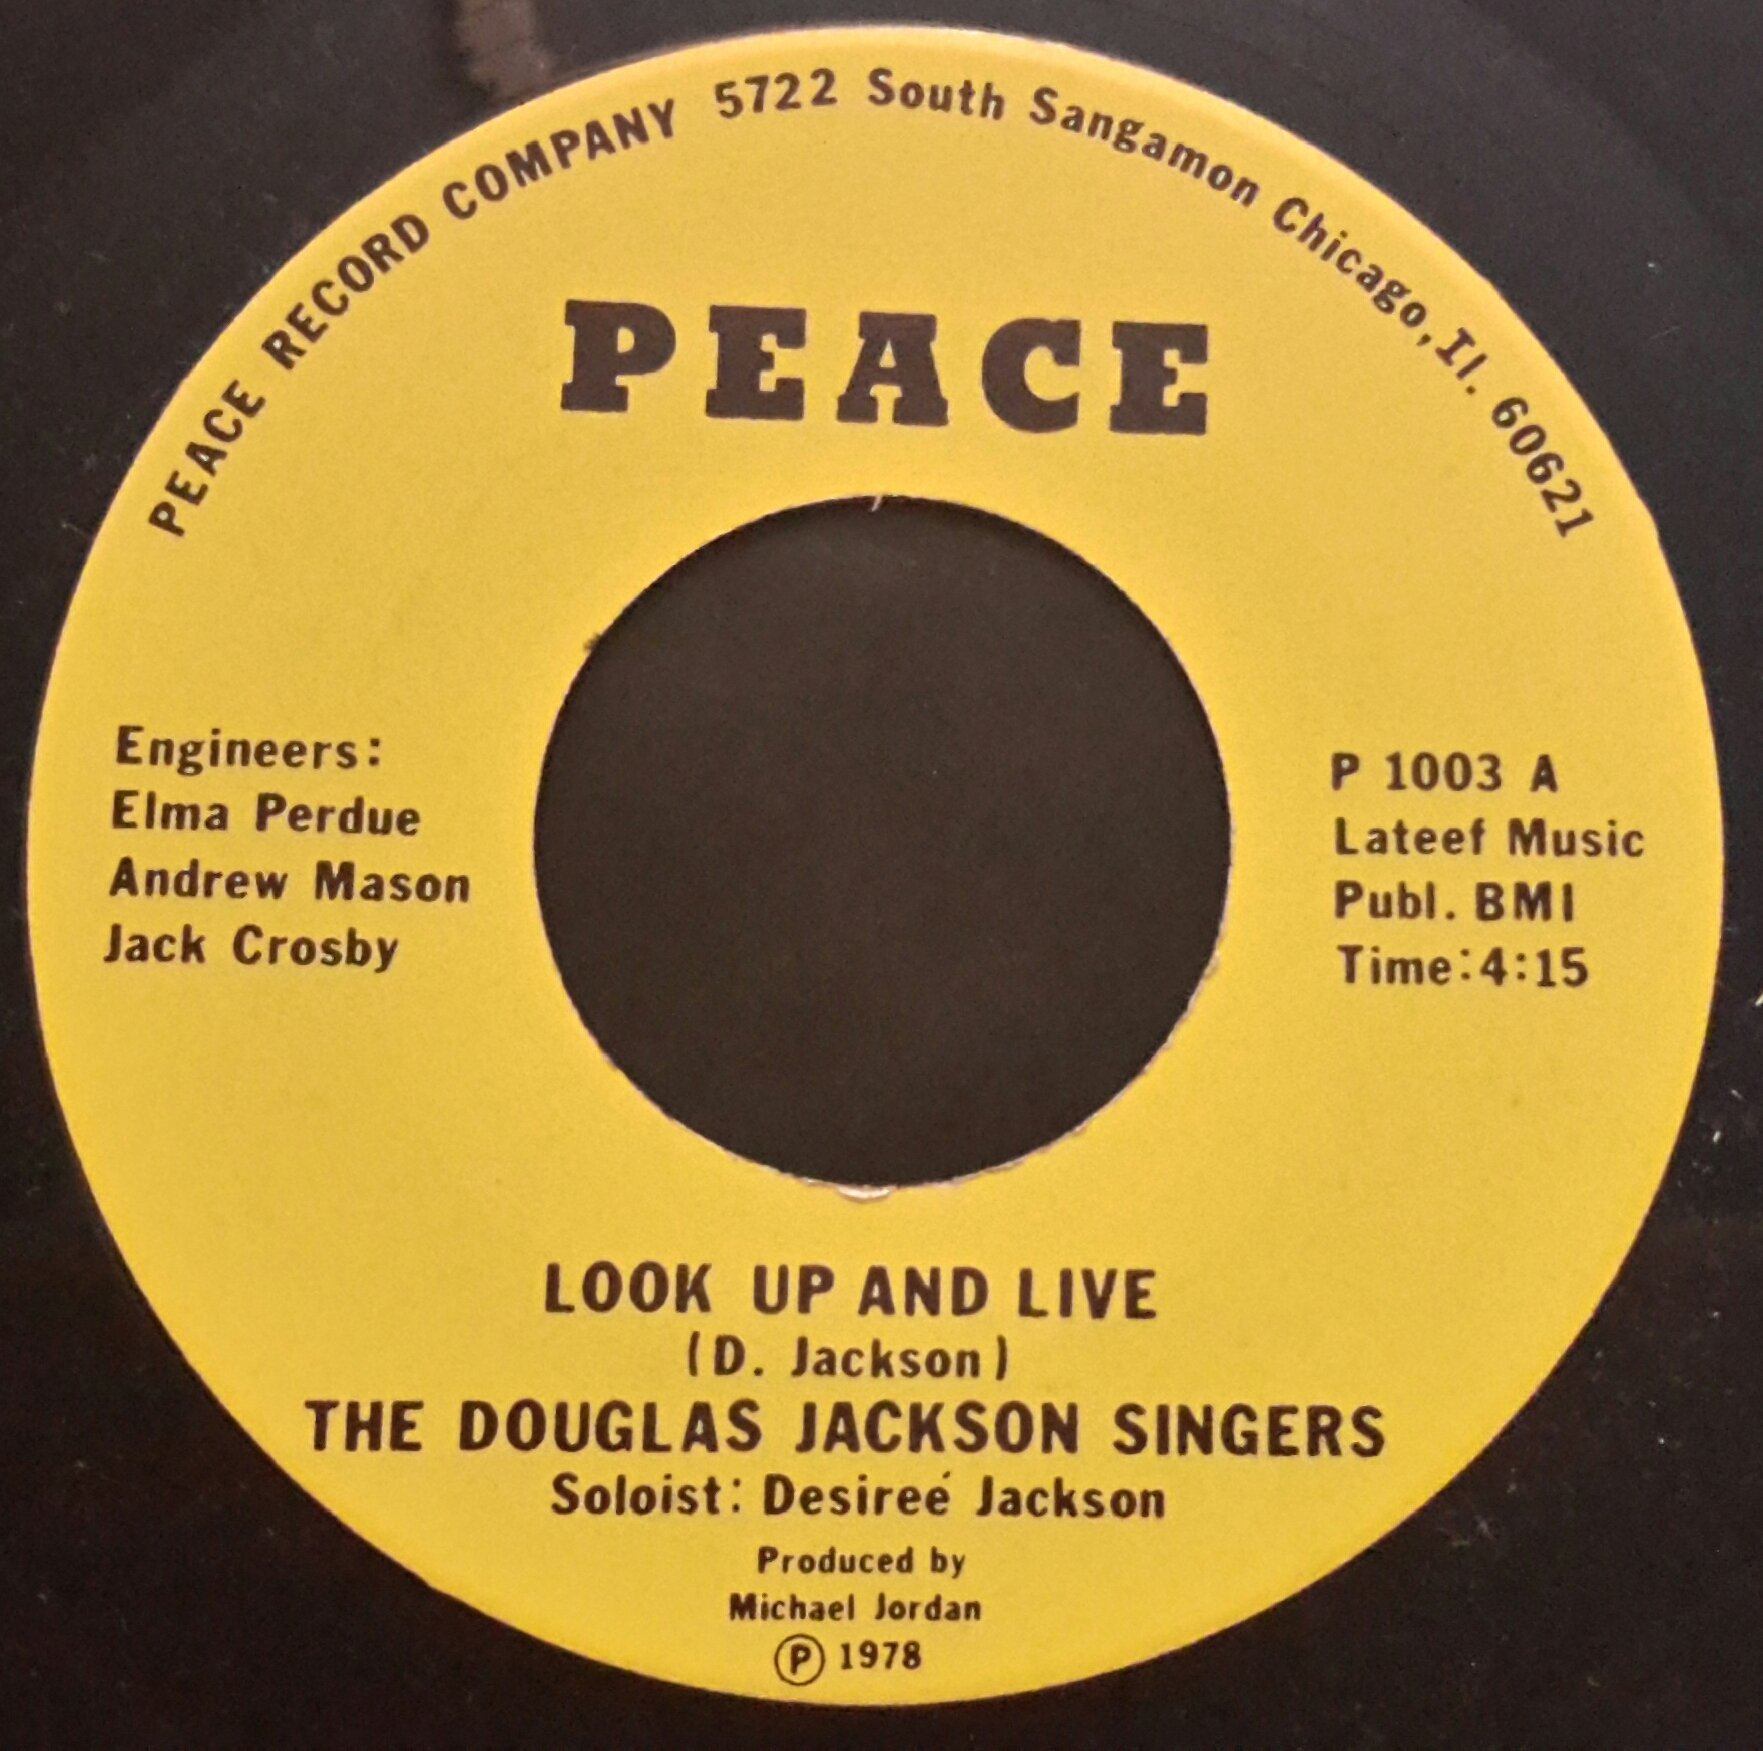 PEACE RECORD COMPANY 5722 South Sangamon Chicago, Il. 60621
PEACE
Engineers:
Elma Perdue
Andrew Mason
Jack Crosby
P 1003 A
Lateef Music
Publ. BMI
Time: 4:15
LOOK UP AND LIVE
(D. Jackson)
THE DOUGLAS JACKSON SINGERS
Soloist: Desireé Jackson
Produced by
Michael Jordan
℗ 1978